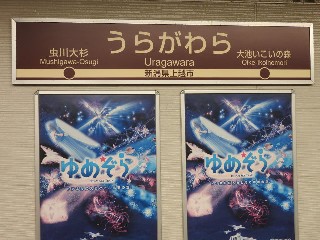 うらがわら
虫川大杉
Mushigawa-Osugi
Uragawara
大池いこいの森
Oike-Ikoinomori
新潟県上越市
ゆめぞら
ゆめぞら